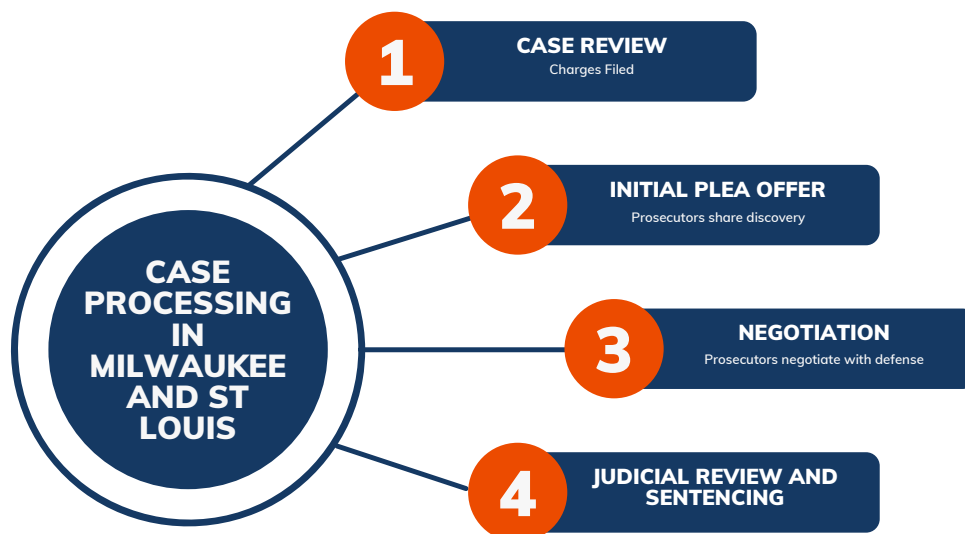 1
CASE REVIEW
Charges Filed
2
INITIAL PLEA OFFER
Prosecutors share discovery
CASE
PROCESSING
IN
MILWAUKEE
AND ST
LOUIS
3
NEGOTIATION
Prosecutors negotiate with defense
4
JUDICIAL REVIEW AND
SENTENCING